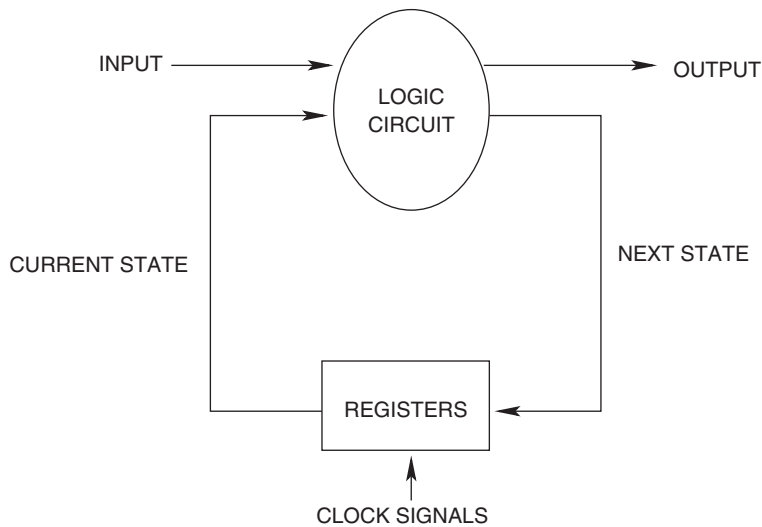 INPUT
OUTPUT
LOGIC
CIRCUIT
CURRENT STATE
NEXT STATE
REGISTERS
CLOCK SIGNALS